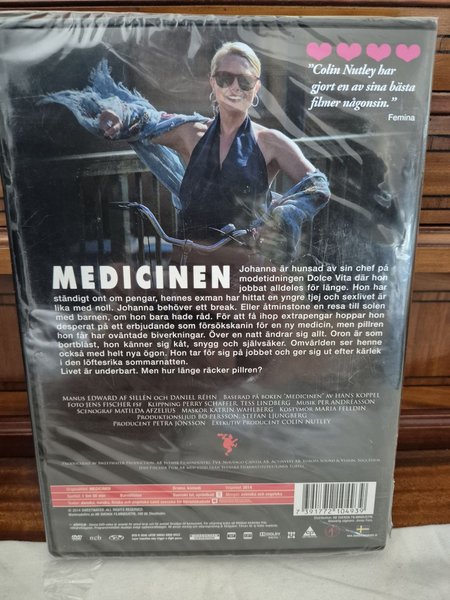 "Colin Nutley har
gjort en av sina bästa
filmer någonsin."
Femina
MEDICINEN
Johanna är hunsad av sin chef på
modetidningen Dolce Vita där hon
jobbat alldeles för länge. Hon har
ständigt ont om pengar, hennes exman har hittat en yngre tjej och sexlivet är
lika med noll. Johanna behöver ett break. Eller åtminstone en resa till solen
med barnen, om hon bara hade råd. För att få ihop extrapengar hoppar hon
desperat på ett erbjudande som försökskanin för en ny medicin, men pillren
hon får har oväntade biverkningar. Över en natt ändrar sig allt. Oron är som
bortblåst, hon känner sig kåt, snygg och självsäker. Omvärlden ser henne
också med helt nya ögon. Hon tar för sig på jobbet och ger sig ut efter kärlek
i den löftesrika sommarnatten.
Livet är underbart. Men hur länge räcker pillren?
MANUS EDWARD AF SILLÉN OCH DANIEL RÉHN BASERAD PÅ BOKEN "MEDICINEN" AV HANS KOPPEL
FOTO JENS FISCHER FSF KLIPPNING PERRY SCHAFFER, TESS LINDBERG MUSIK PER ANDRÉASSON
SCENOGRAF MATILDA AFZELIUS MASKÖR KATRIN WAHLBERG KOSTYMÖR MARIA FELLDIN
PRODUKTIONSLJUD BO PERSSON, STEFAN LJUNGBERG
PRODUCENT PETRA JÖNSSON EXEKUTIV PRODUCENT COLIN NUTLEY
© 2014 SWEETWATER
7 391772 104939